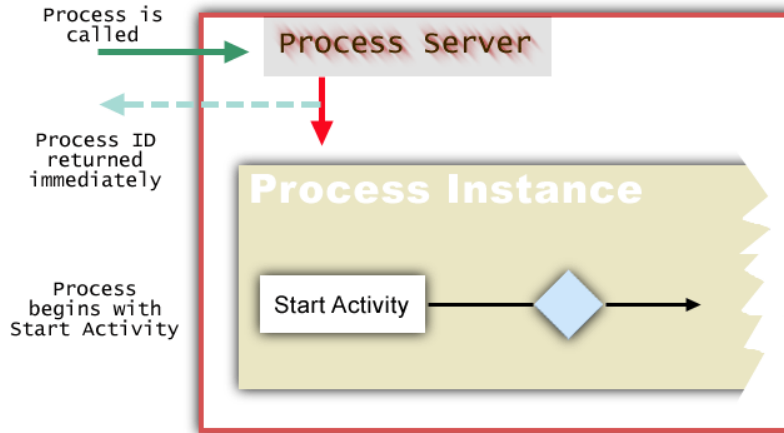 Process is
called
Process Server
Process ID
returned
immediately
Process Instance
Process
begins with
Start Activity
Start Activity